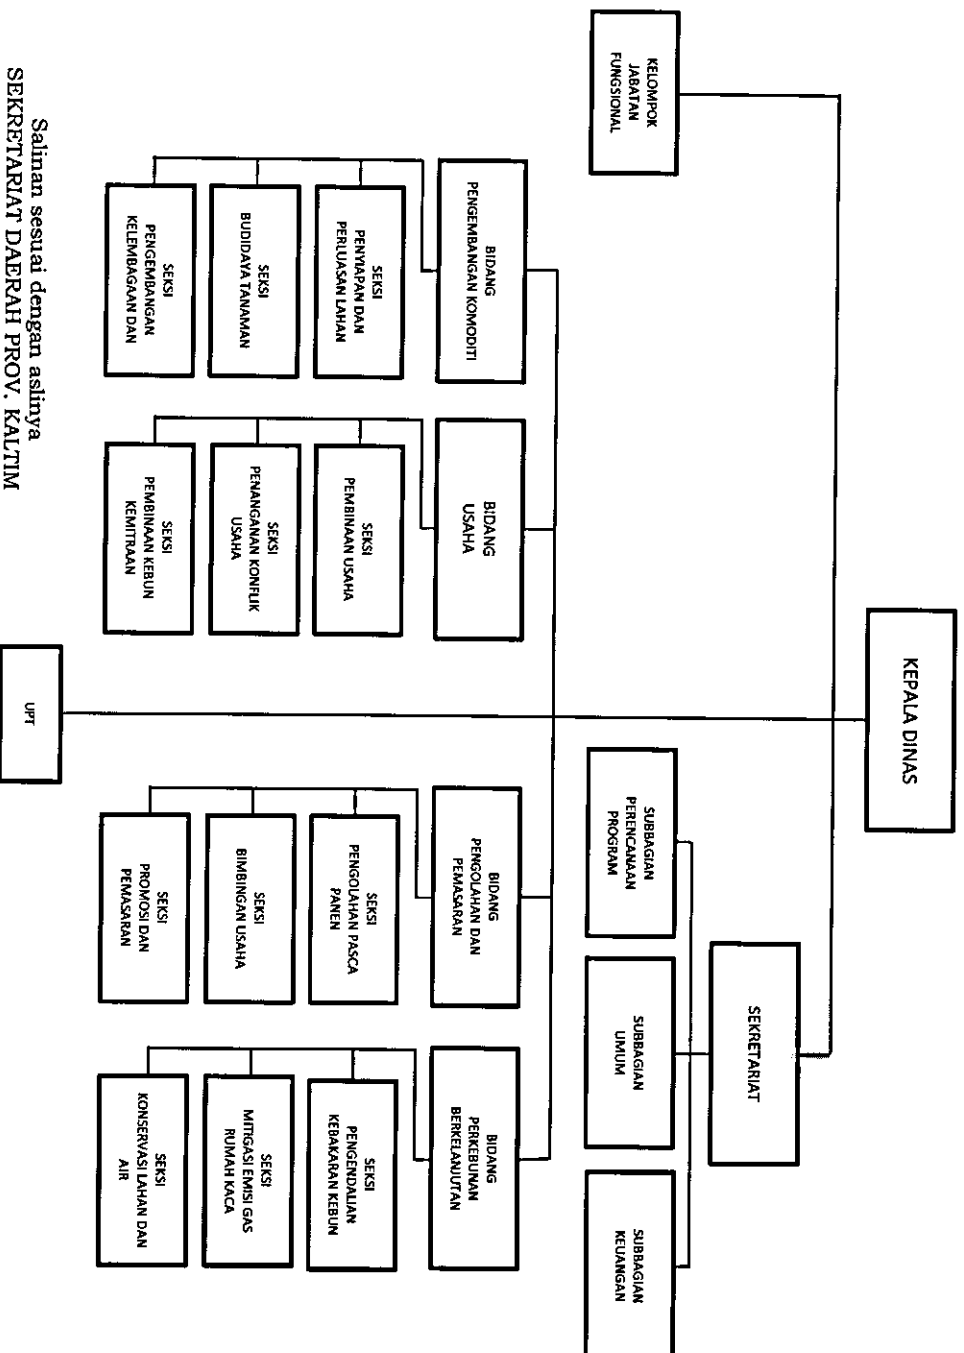 KEPALA DINAS
KELOMPOK
JABATAN
FUNGSIONAL
SEKRETARIAT
SUBBAGIAN
PERENCANAAN
PROGRAM
SUBBAGIAN
UMUM
SUBBAGIAN
KEUANGAN
BIDANG
PENGEMBANGAN KOMODITI
SEKSI
PENYIAPAN DAN
PERLUASAN LAHAN
SEKSI
BUDIDAYA TANAMAN
SEKSI
PENGEMBANGAN
KELEMBAGAAN DAN
BIDANG
USAHA
SEKSI
PEMBINAAN USAHA
SEKSI
PENANGANAN KONFLIK
USAHA
SEKSI
PEMBINAAN KEBUN
KEMITRAAN
BIDANG
PENGOLAHAN DAN
PEMASARAN
SEKSI
PENGOLAHAN PASCA
PANEN
SEKSI
BIMBINGAN USAHA
SEKSI
PROMOSI DAN
PEMASARAN
BIDANG
PERKEBUNAN
BERKELANJUTAN
SEKSI
PENGENDALIAN
KEBAKARAN KEBUN
SEKSI
MITIGASI EMISI GAS
RUMAH KACA
SEKSI
KONSERVASI LAHAN DAN
AIR
UPT
Salinan sesuai dengan aslinya
SEKRETARIAT DAERAH PROV. KALTIM